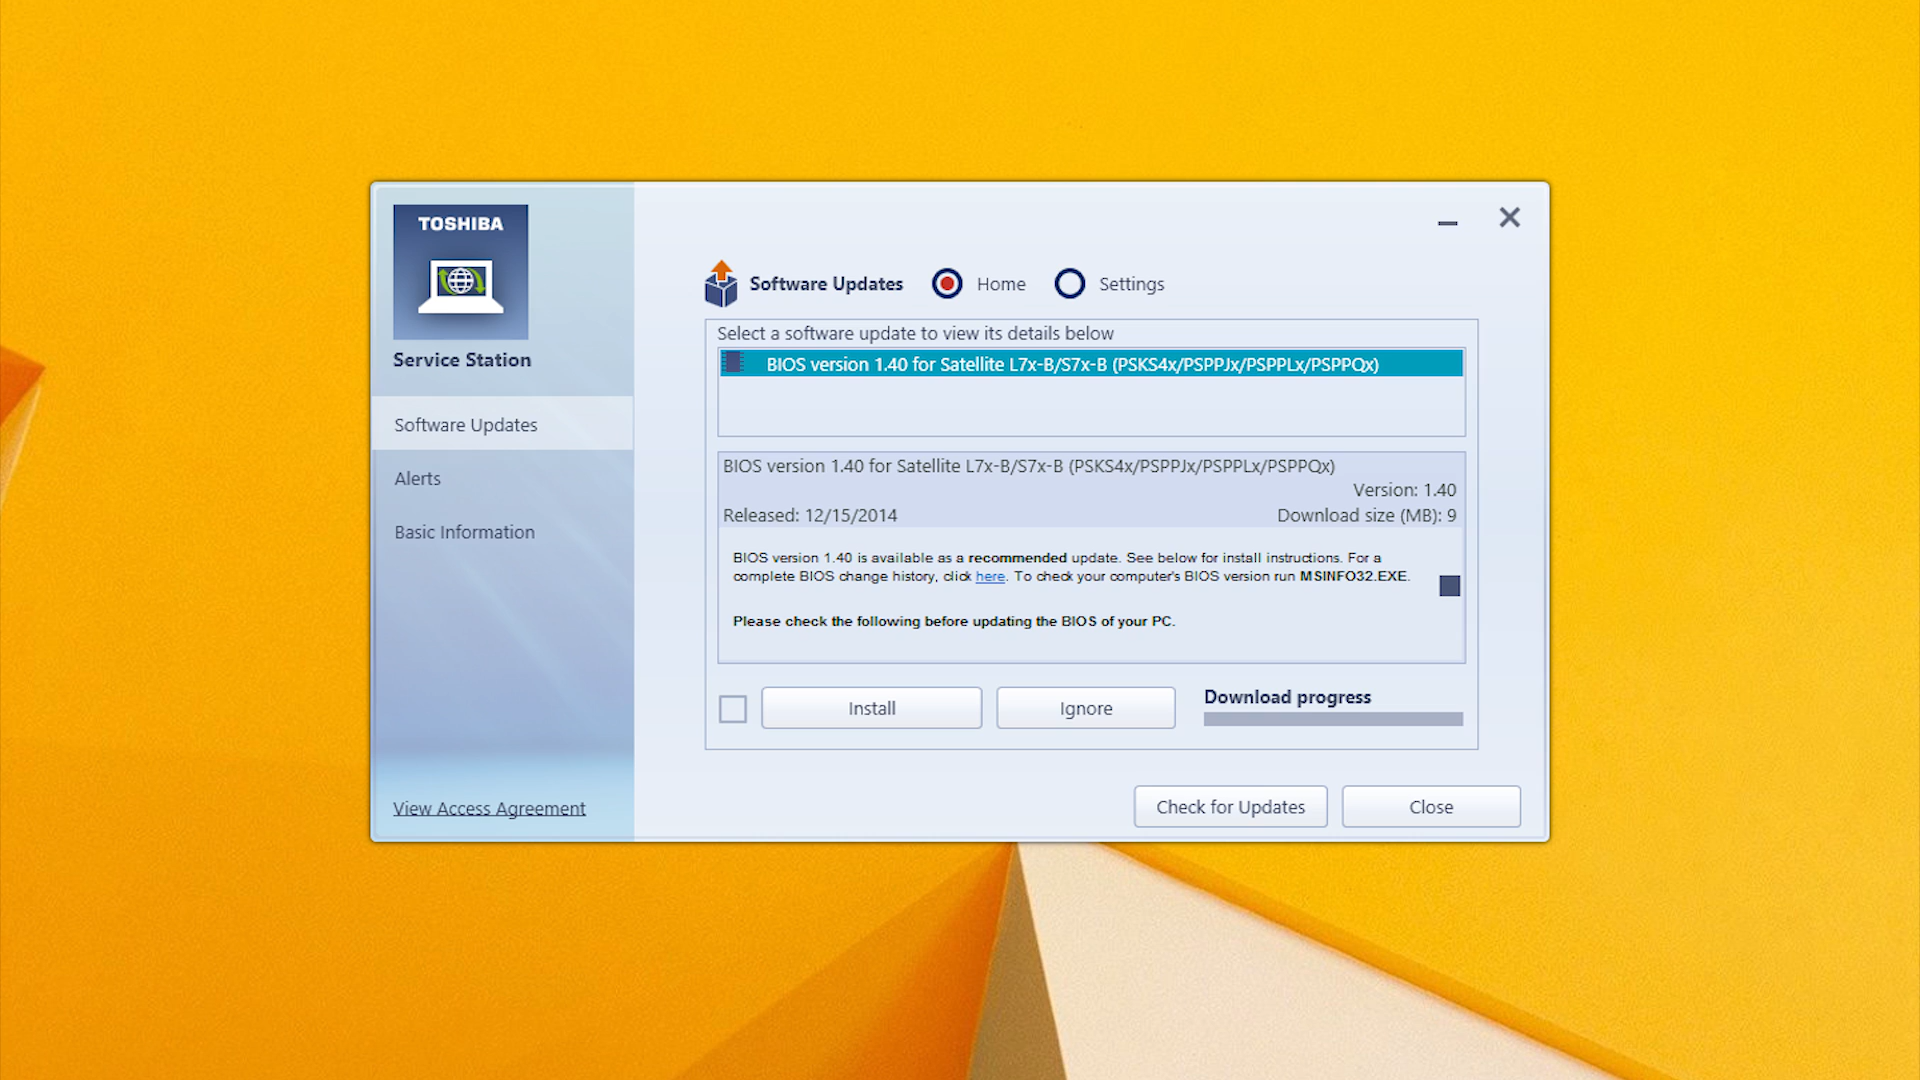 TOSHIBA
Service Station
Software Updates
Alerts
Basic Information
View Access Agreement
Software Updates
Home
Settings
Select a software update to view its details below
BIOS version 1.40 for Satellite L7x-B/S7x-B (PSKS4x/PSPPJx/PSPPLx/PSPPQx)
BIOS version 1.40 for Satellite L7x-B/S7x-B (PSKS4x/PSPPJx/PSPPLx/PSPPQx)
Version: 1.40
Released: 12/15/2014
Download size (MB): 9
BIOS version 1.40 is available as a recommended update. See below for install instructions. For a
complete BIOS change history, click here. To check your computer's BIOS version run MSINFO32.EXE.
Please check the following before updating the BIOS of your PC.
Install
Ignore
Download progress
Check for Updates
Close